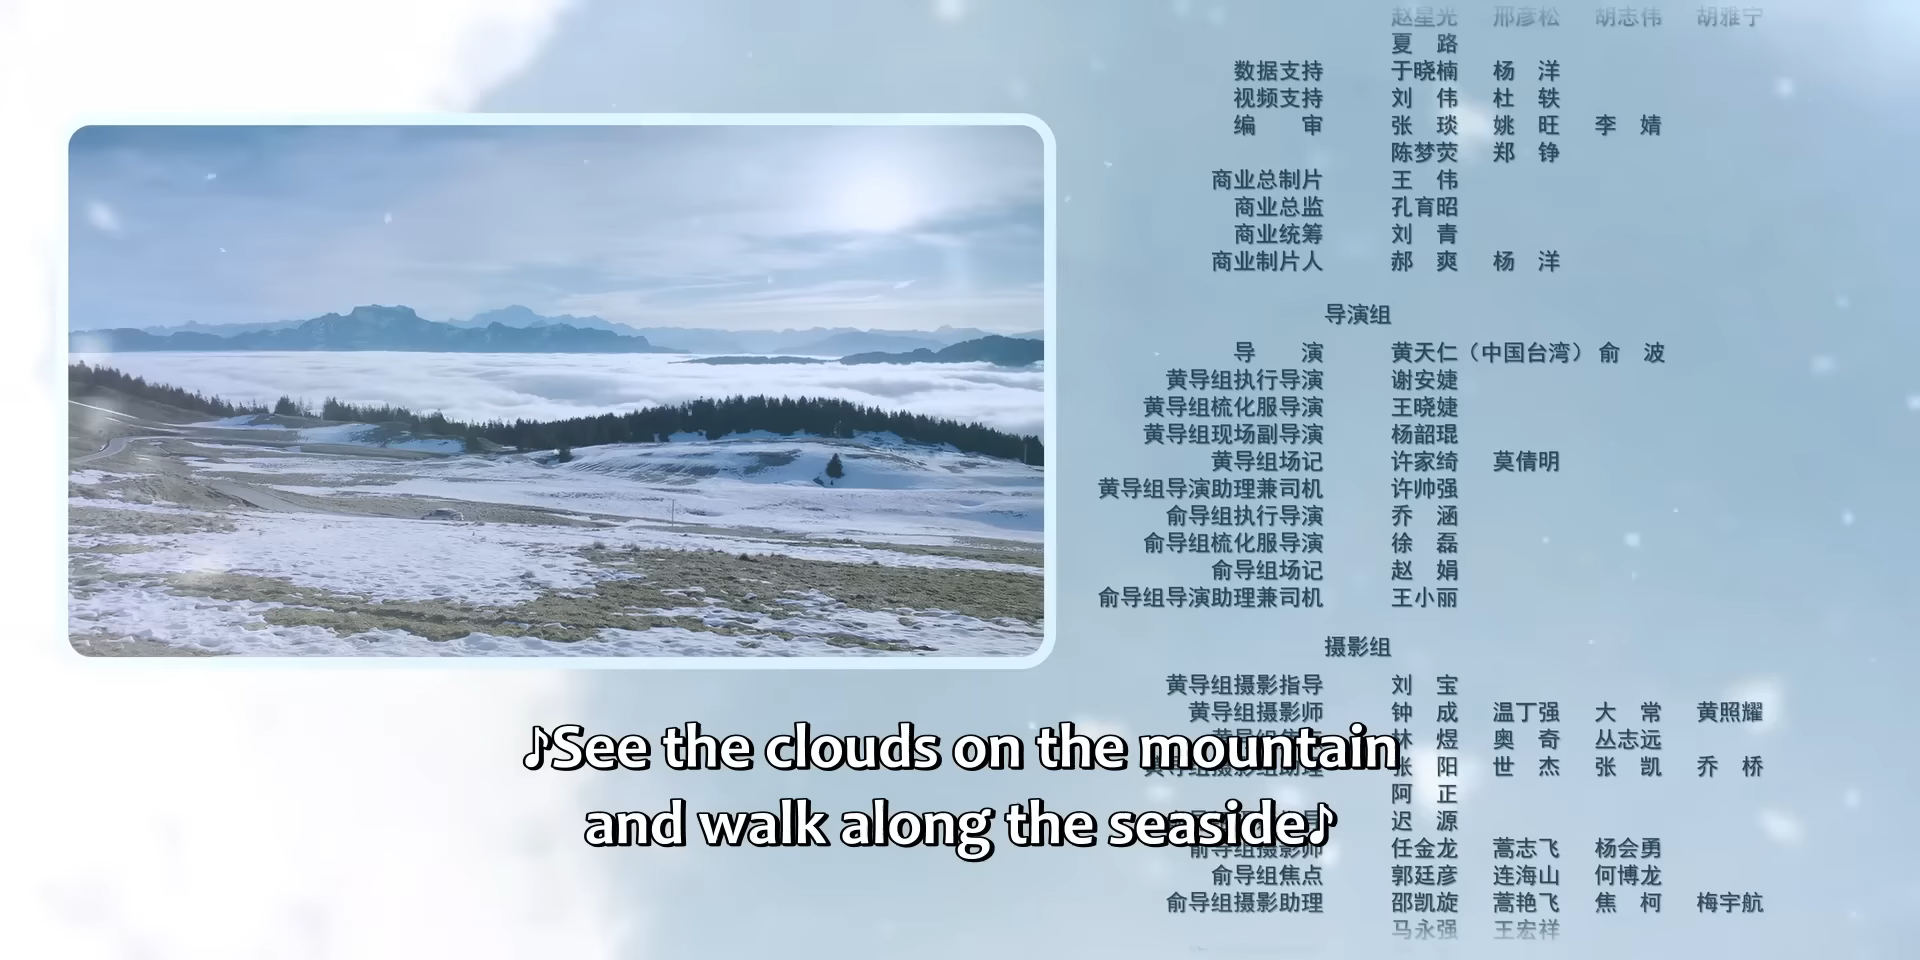 赵星光 邢彦松 胡志伟 胡雅宁
夏 路
数据支持 于晓楠 杨 洋
视频支持 刘 伟 杜 轶
编 审 张 琰 姚 旺 李 婧
陈梦荧 郑 铮
商业总制片 王 伟
商业总监 孔育昭
商业统筹 刘 青
商业制片人 郝 爽 杨 洋
导演组
导 演 黄天仁（中国台湾） 俞 波
黄导组执行导演 谢安婕
黄导组梳化服导演 王晓婕
黄导组现场副导演 杨韶琨
黄导组场记 许家绮 莫倩明
黄导组导演助理兼司机 许帅强
俞导组执行导演 乔 涵
俞导组梳化服导演 徐 磊
俞导组场记 赵 娟
俞导组导演助理兼司机 王小丽
摄影组
黄导组摄影指导 刘 宝
黄导组摄影师 钟 成 温丁强 大 常 黄照耀
林 煜 奥 奇 丛志远
黄导组摄影组助理 张 阳 世 杰 张 凯 乔 桥
阿 正
迟 源
俞导组摄影师 任金龙 蒿志飞 杨会勇
俞导组焦点 郭廷彦 连海山 何博龙
俞导组摄影助理 邵凯旋 蒿艳飞 焦 柯 梅宇航
马永强 王宏祥
♪See the clouds on the mountain
and walk along the seaside♪